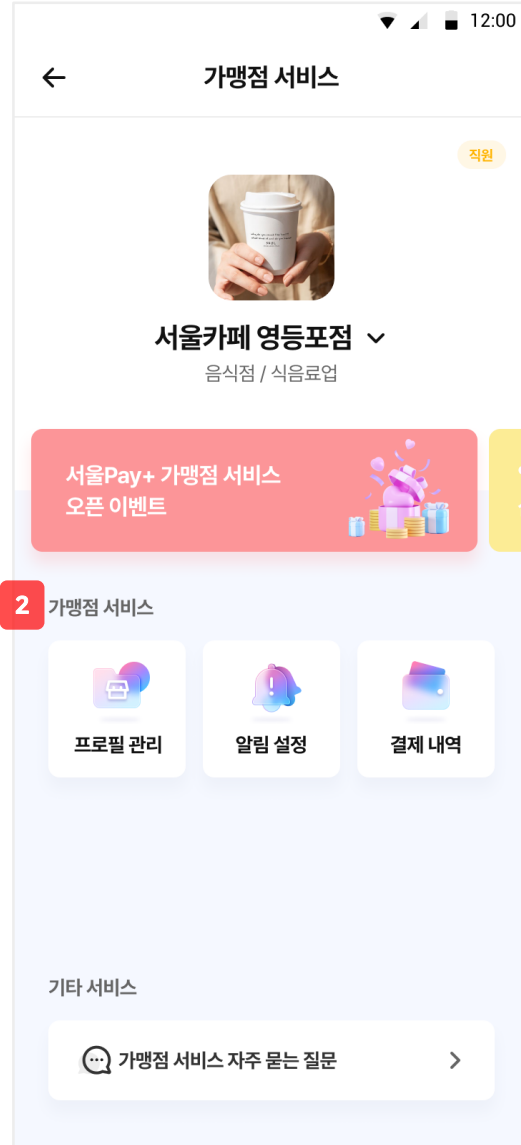 12:00
가맹점 서비스
직원
서울카페 영등포점
음식점 / 식음료업
서울Pay+ 가맹점 서비스
오픈 이벤트
2 가맹점 서비스
프로필 관리
알림 설정
결제 내역
기타 서비스
가맹점 서비스 자주 묻는 질문